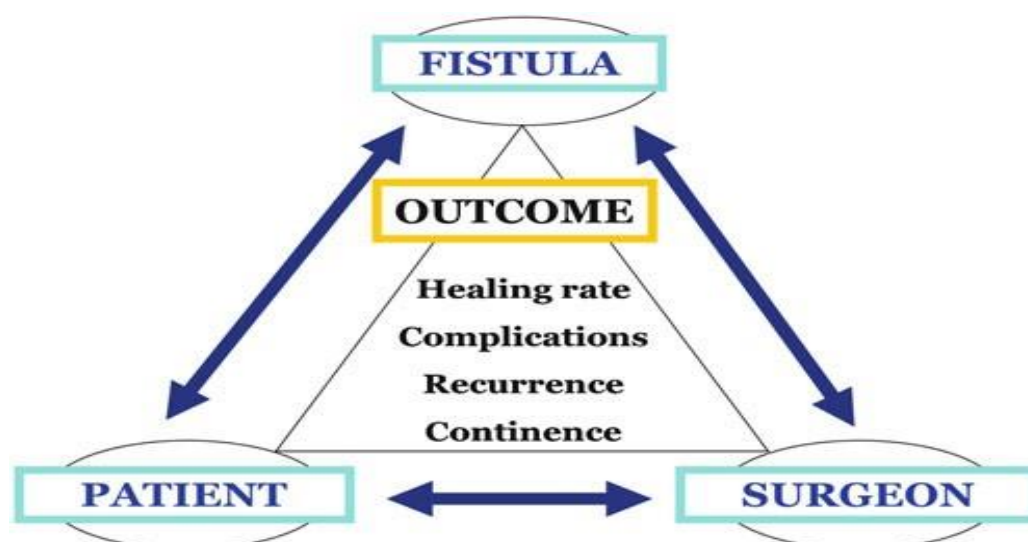 FISTULA
OUTCOME
Healing rate
Complications
Recurrence
Continence
PATIENT
SURGEON